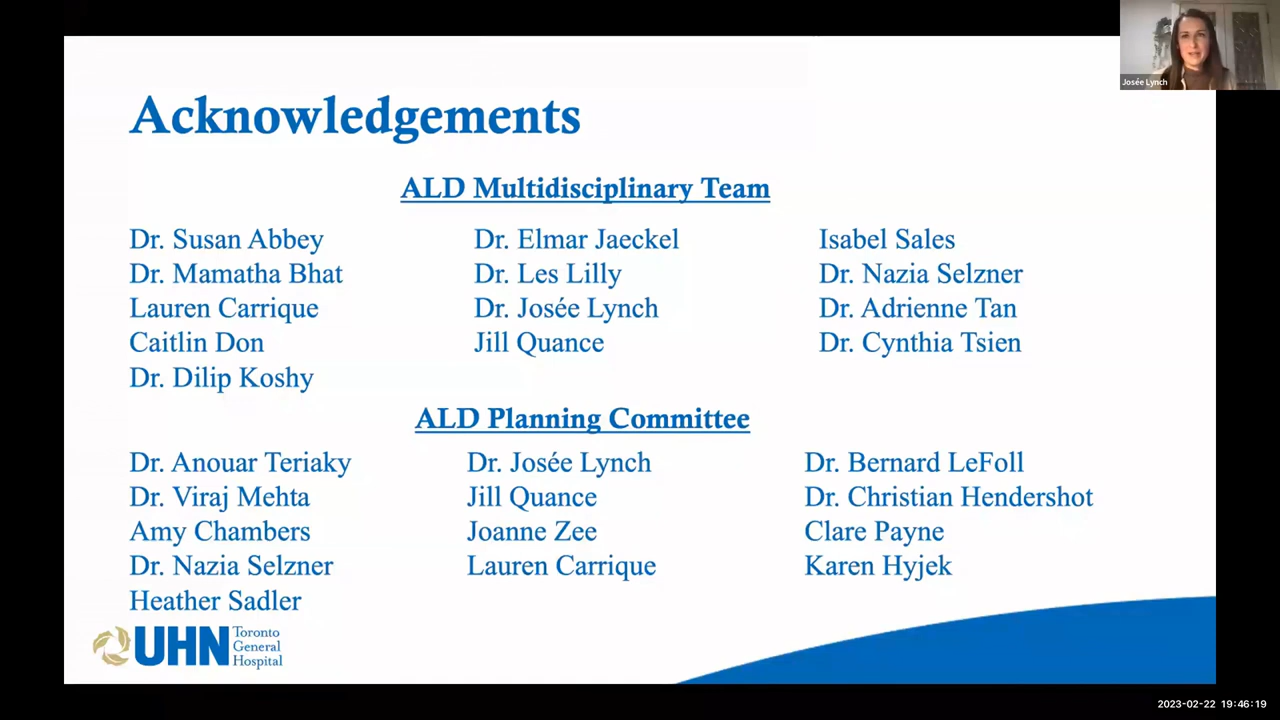 Josée Lynch
Acknowledgements
ALD Multidisciplinary Team
Dr. Susan Abbey
Dr. Mamatha Bhat
Lauren Carrique
Caitlin Don
Dr. Dilip Koshy
Dr. Elmar Jaeckel
Dr. Les Lilly
Dr. Josée Lynch
Jill Quance
Isabel Sales
Dr. Nazia Selzner
Dr. Adrienne Tan
Dr. Cynthia Tsien
ALD Planning Committee
Dr. Anouar Teriaky
Dr. Viraj Mehta
Amy Chambers
Dr. Nazia Selzner
Heather Sadler
Dr. Josée Lynch
Jill Quance
Joanne Zee
Lauren Carrique
Dr. Bernard LeFoll
Dr. Christian Hendershot
Clare Payne
Karen Hyjek
UHN
Toronto
General
Hospital
2023-02-22 19:46:19